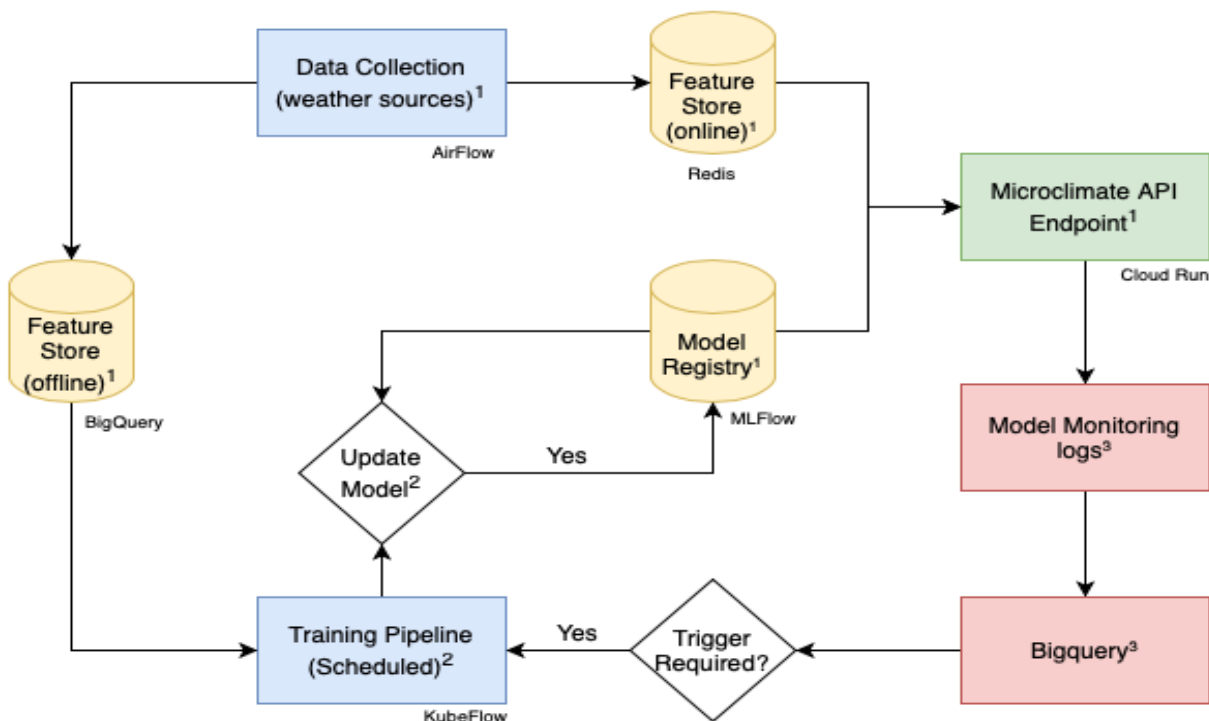 Data Collection
(weather sources)¹
AirFlow
Feature
Store
(online)¹
Redis
Microclimate API
Endpoint¹
Cloud Run
Feature
Store
(offline)¹
BigQuery
Model
Registry¹
MLFlow
Update
Model²
Yes
Model Monitoring
logs³
Training Pipeline
(Scheduled)²
KubeFlow
Yes
Trigger
Required?
Bigquery³